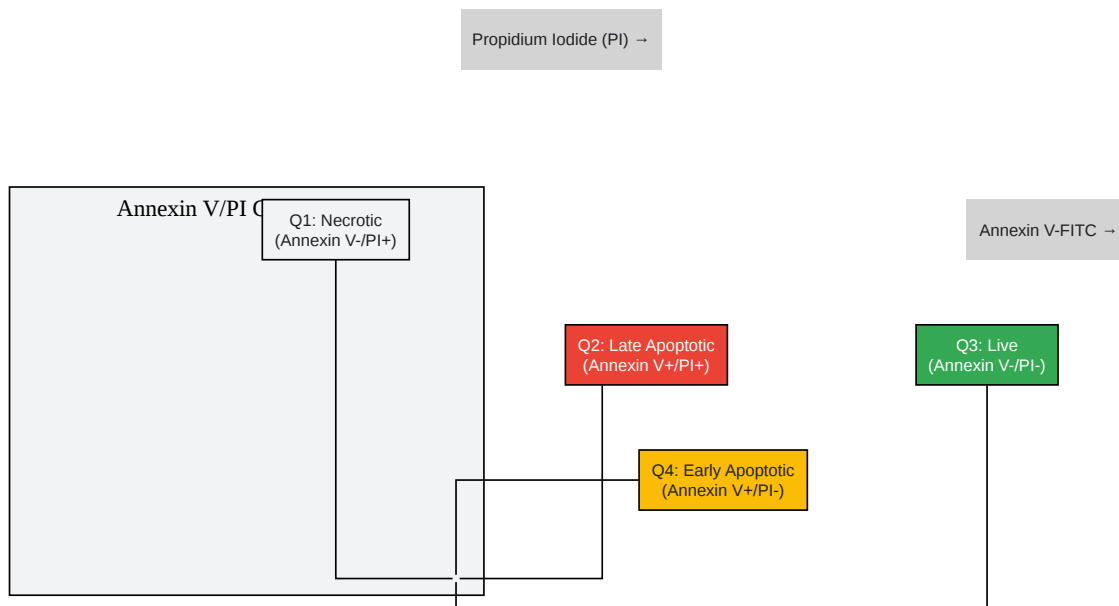 Propidium Iodide (PI) →
Annexin V/PI
Q1: Necrotic
(Annexin V-/PI+)
Annexin V-FITC →
Q2: Late Apoptotic
(Annexin V+/PI+)
Q3: Live
(Annexin V-/PI-)
Q4: Early Apoptotic
(Annexin V+/PI-)